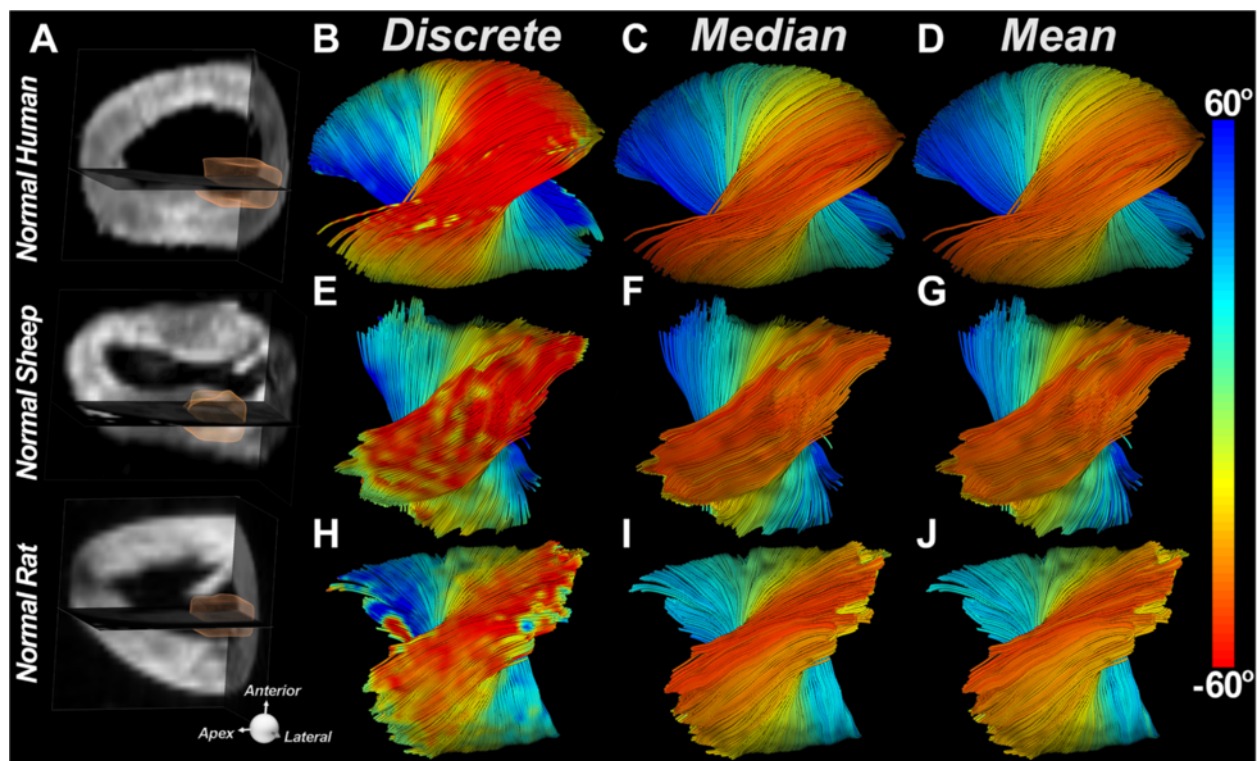 A
B
Discrete
C
Median
D
Mean
60°
Normal Human
E
F
G
Normal Sheep
H
I
J
Normal Rat
-60°
Anterior
Apex
Lateral